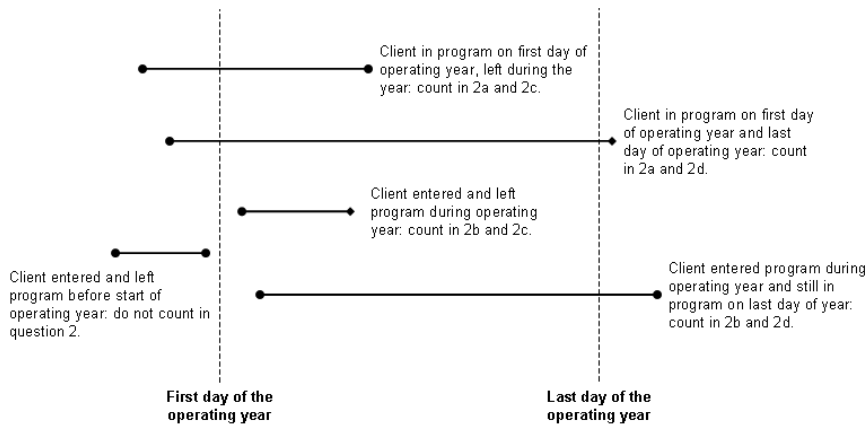 Client in program on first day of
operating year, left during the
year: count in 2a and 2c.
Client in program on first day
of operating year and last
day of operating year: count
in 2a and 2d.
Client entered and left
program during operating
year: count in 2b and 2c.
Client entered and left
program before start of
operating year: do not count in
question 2.
Client entered program during
operating year and still in
program on last day of year:
count in 2b and 2d.
First day of the
operating year
Last day of the
operating year